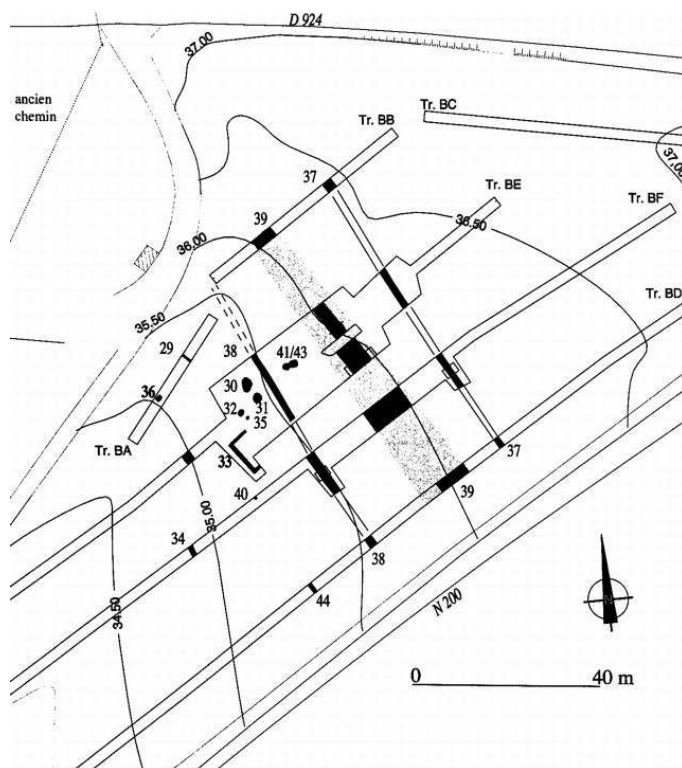 D 924
37,00
ancien
chemin
Tr. BB
Tr. BC
37
37,00
Tr. BE
39
Tr. BF
36,50
36,00
Tr. BD
35,50
29
38
41/43
30
36
32
31
35
Tr. BA
33
37
39
40
35,00
34
38
34,50
44
N 200
N
0 40 m